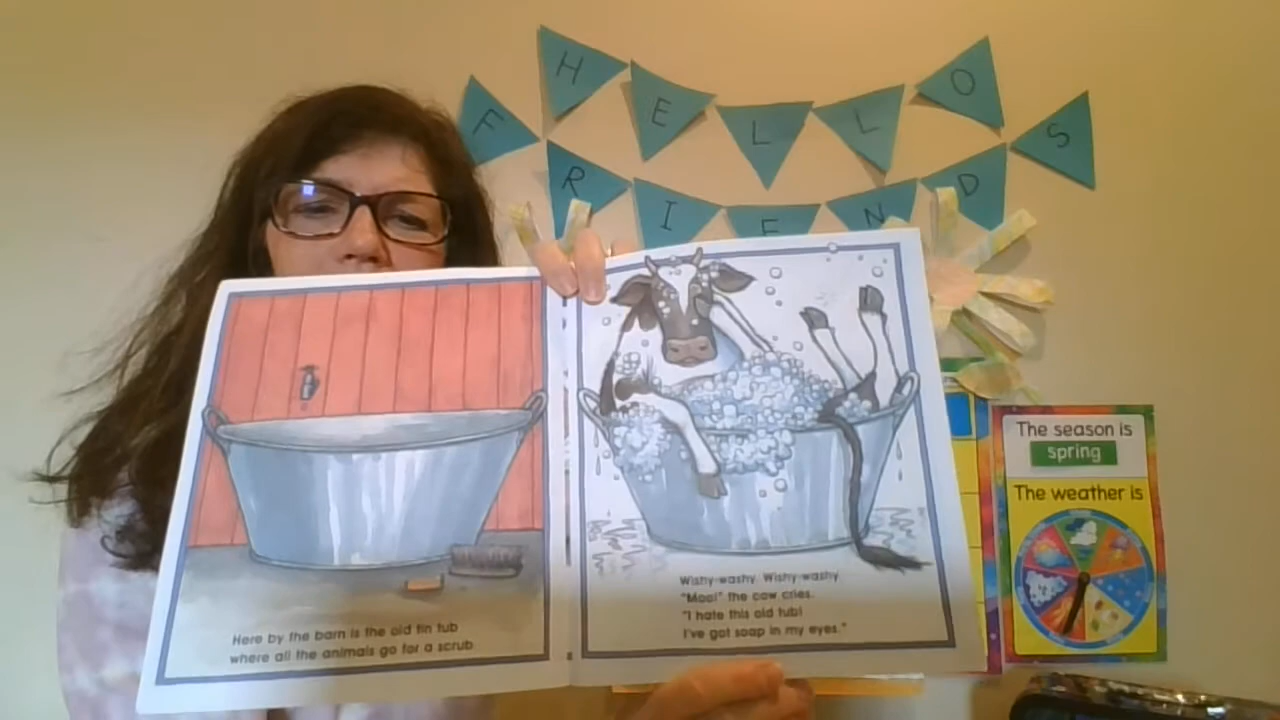 HELLO
FRIENDS
Here by the barn is the old tin tub
where all the animals go for a scrub
Wishy-washy. Wishy-washy
"Moo!" the cow cries.
"I hate this old tub!
I've got soap in my eyes."
The season is
spring
The weather is